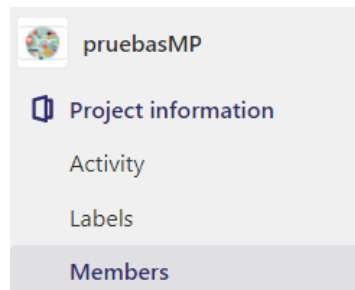 pruebasMP
Project information
Activity
Labels
Members